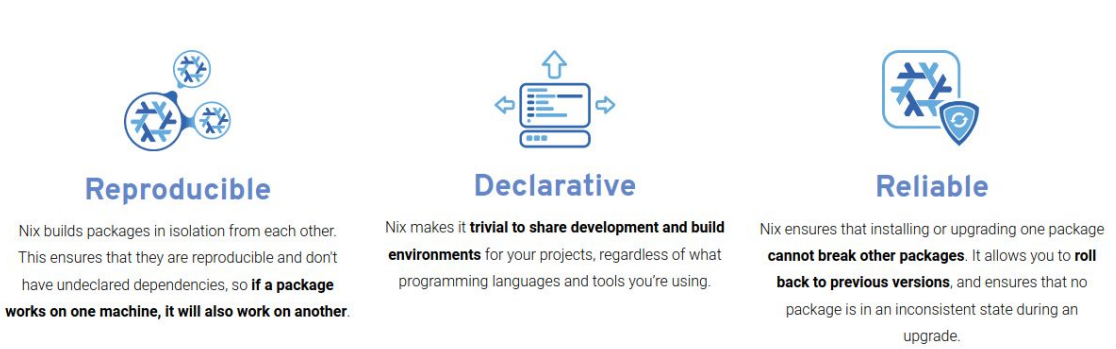 Reproducible
Nix builds packages in isolation from each other.
This ensures that they are reproducible and don't
have undeclared dependencies, so if a package
works on one machine, it will also work on another.
Declarative
Nix makes it trivial to share development and build
environments for your projects, regardless of what
programming languages and tools you're using.
Reliable
Nix ensures that installing or upgrading one package
cannot break other packages. It allows you to roll
back to previous versions, and ensures that no
package is in an inconsistent state during an
upgrade.